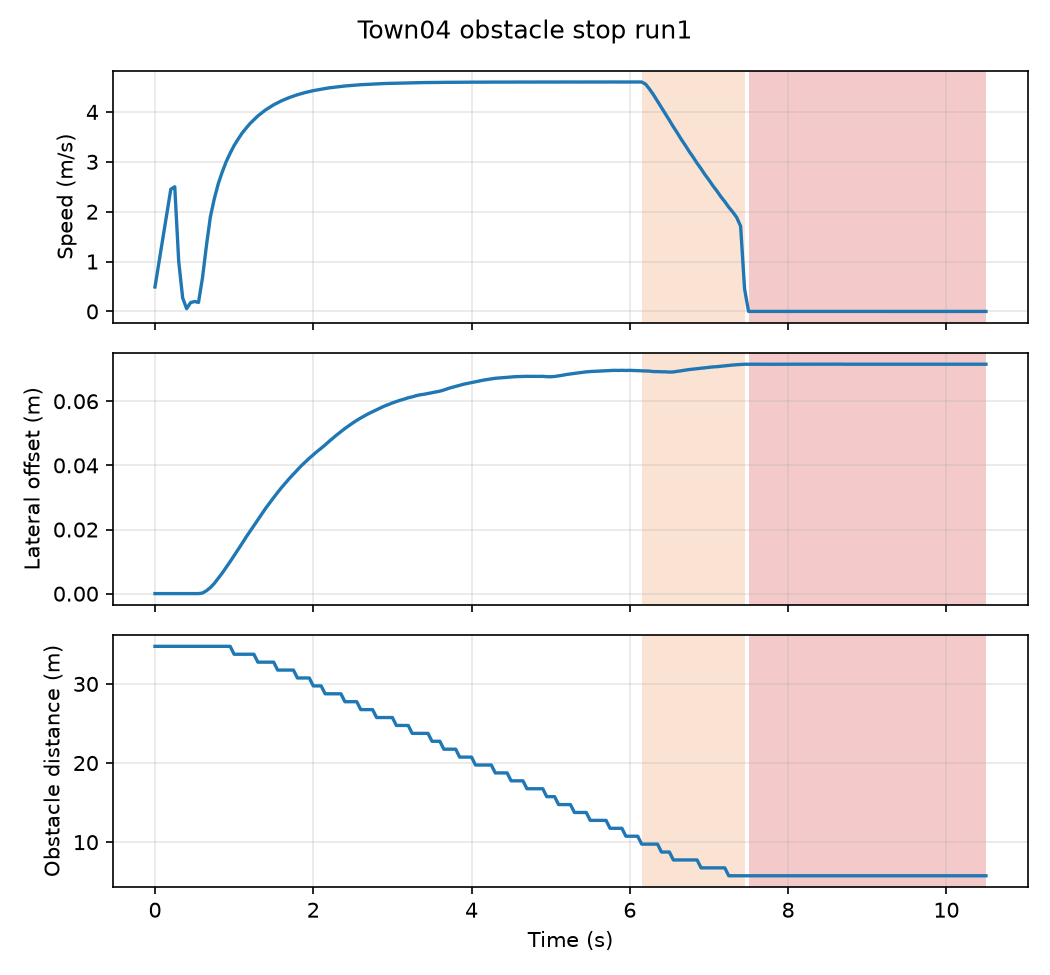 Town04 obstacle stop run1
Speed (m/s)
4
3
2
1
0
Lateral offset (m)
0.06
0.04
0.02
0.00
Obstacle distance (m)
30
20
10
0 2 4 6 8 10
Time (s)